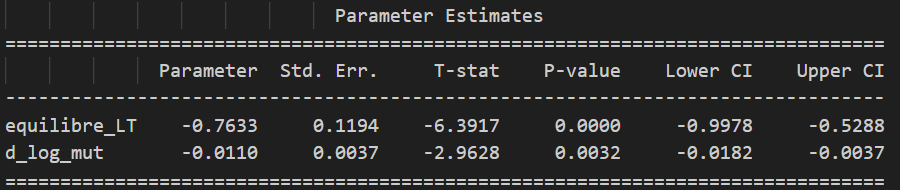 Parameter Estimates
================================================================================
Parameter Std. Err. T-stat P-value Lower CI Upper CI
--------------------------------------------------------------------------------
equilibre_LT -0.7633 0.1194 -6.3917 0.0000 -0.9978 -0.5288
d_log_mut -0.0110 0.0037 -2.9628 0.0032 -0.0182 -0.0037
================================================================================